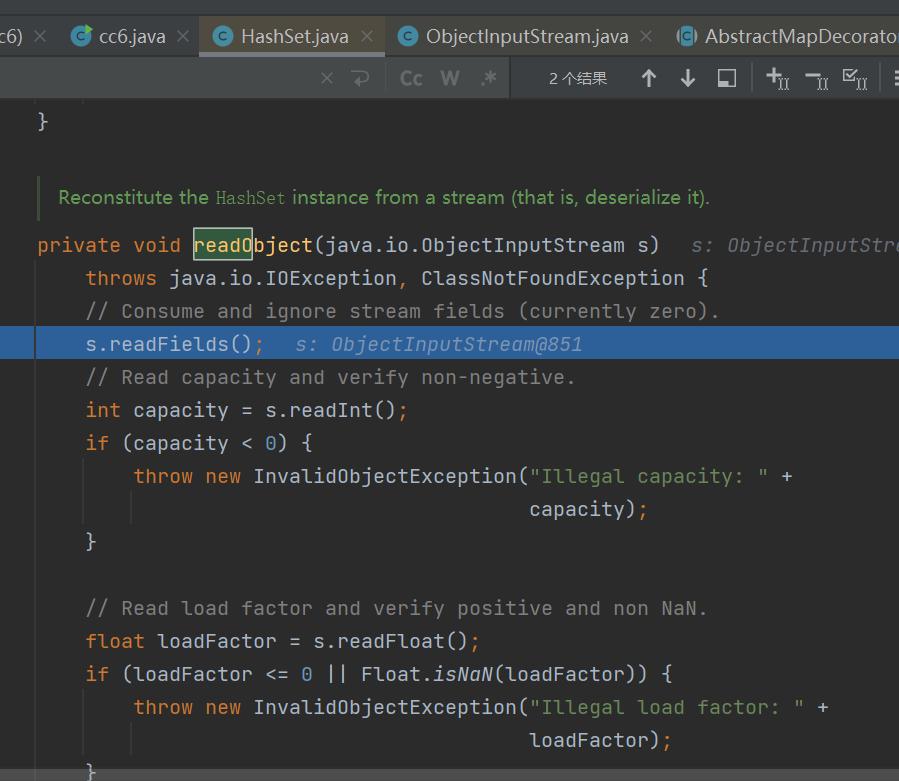 c6) × cc6.java × HashSet.java × ObjectInputStream.java × AbstractMapDecorato
× Cc W .* 2 个结果
}
Reconstitute the HashSet instance from a stream (that is, deserialize it).
private void readObject(java.io.ObjectInputStream s) s: ObjectInputStre
throws java.io.IOException, ClassNotFoundException {
// Consume and ignore stream fields (currently zero).
s.readFields(); s: ObjectInputStream@851
// Read capacity and verify non-negative.
int capacity = s.readInt();
if (capacity < 0) {
throw new InvalidObjectException("Illegal capacity: " +
capacity);
}
// Read load factor and verify positive and non NaN.
float loadFactor = s.readFloat();
if (loadFactor <= 0 || Float.isNaN(loadFactor)) {
throw new InvalidObjectException("Illegal load factor: " +
loadFactor);
}